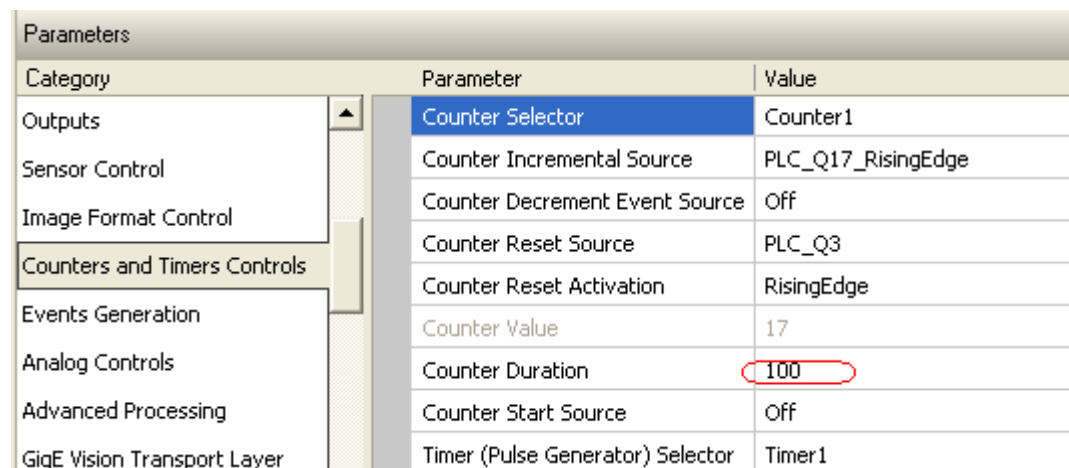 Parameters
Category Parameter Value
Outputs Counter Selector Counter1
Sensor Control Counter Incremental Source PLC_Q17_RisingEdge
Image Format Control Counter Decrement Event Source Off
Counters and Timers Controls Counter Reset Source PLC_Q3
Events Generation Counter Reset Activation RisingEdge
Analog Controls Counter Value 17
Advanced Processing Counter Duration 100
GigE Vision Transport Layer Counter Start Source Off
Timer (Pulse Generator) Selector Timer1